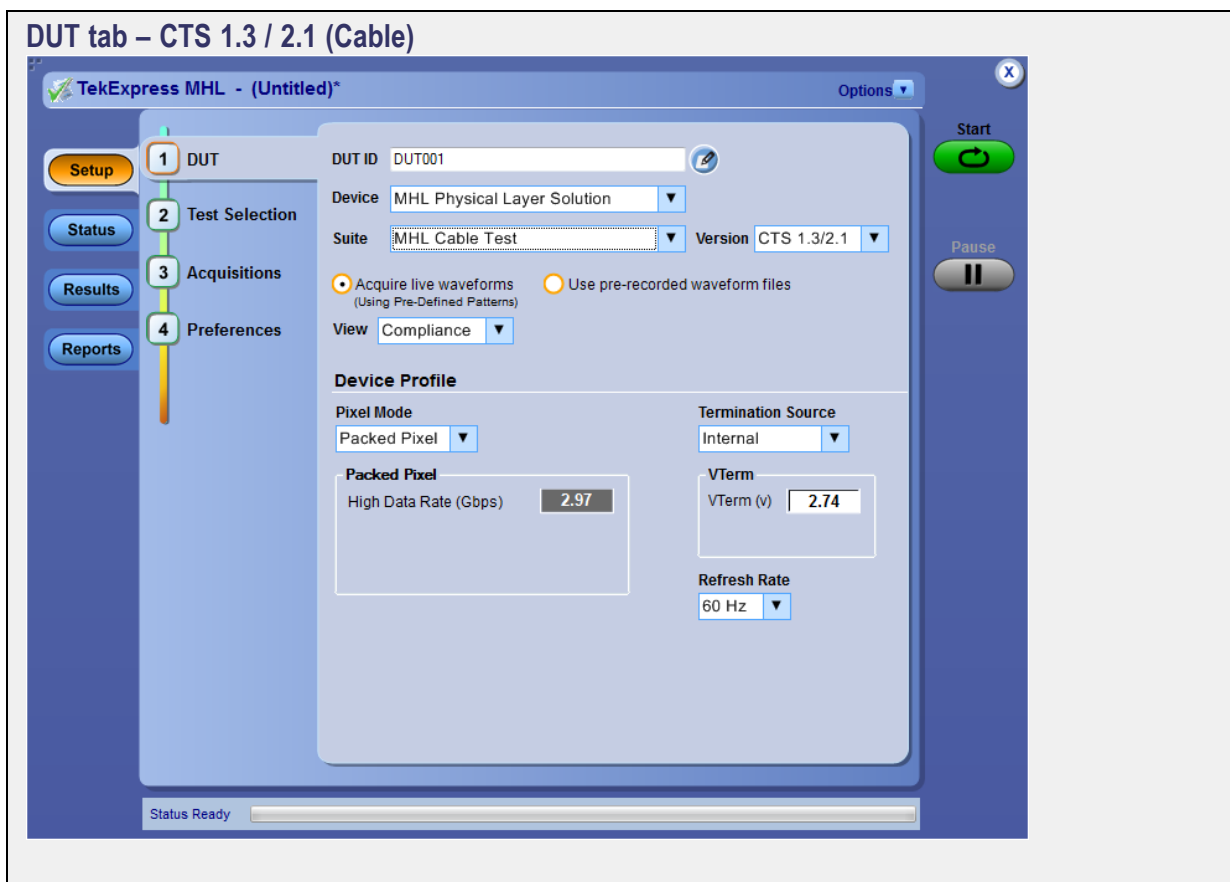 DUT tab – CTS 1.3 / 2.1 (Cable)
TekExpress MHL - (Untitled)*
Options
X
Start
Pause
Setup
Status
Results
Reports
1 DUT
2 Test Selection
3 Acquisitions
4 Preferences
DUT ID DUT001
Device MHL Physical Layer Solution
Suite MHL Cable Test Version CTS 1.3/2.1
Acquire live waveforms Use pre-recorded waveform files
(Using Pre-Defined Patterns)
View Compliance
Device Profile
Pixel Mode Termination Source
Packed Pixel Internal
Packed Pixel VTerm
High Data Rate (Gbps) 2.97 VTerm (v) 2.74
Refresh Rate
60 Hz
Status Ready